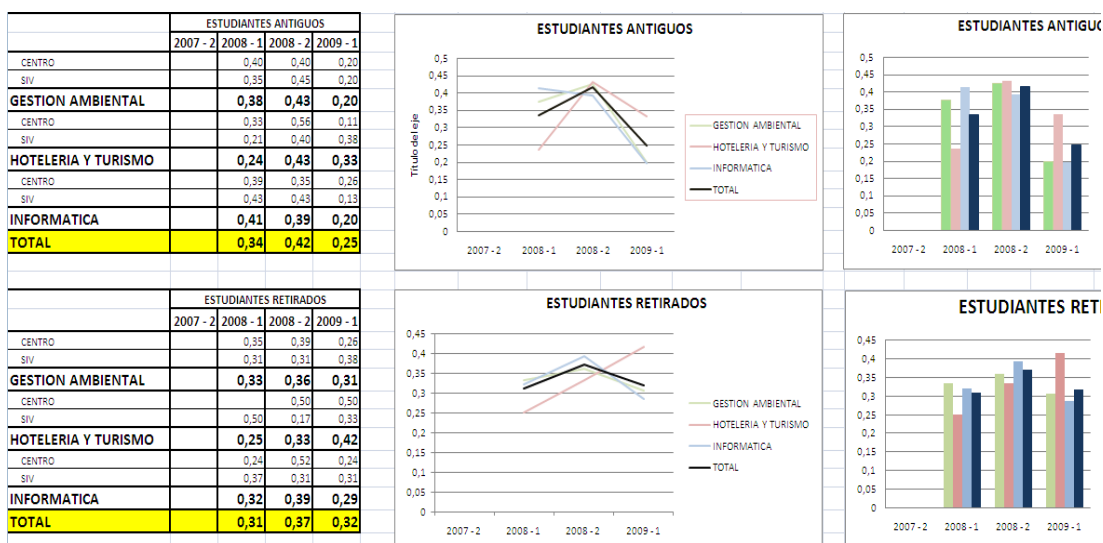 ESTUDIANTES ANTIGUOS
2007 - 2 2008 - 1 2008 - 2 2009 - 1
CENTRO 0,40 0,40 0,20
SIV 0,35 0,45 0,20
GESTION AMBIENTAL 0,38 0,43 0,20
CENTRO 0,33 0,56 0,11
SIV 0,21 0,40 0,38
HOTELERIA Y TURISMO 0,24 0,43 0,33
CENTRO 0,39 0,35 0,26
SIV 0,43 0,43 0,13
INFORMATICA 0,41 0,39 0,20
TOTAL 0,34 0,42 0,25
ESTUDIANTES ANTIGUOS
Título del eje
0,5
0,45
0,4
0,35
0,3
0,25
0,2
0,15
0,1
0,05
0
2007 - 2 2008 - 1 2008 - 2 2009 - 1
GESTION AMBIENTAL
HOTELERIA Y TURISMO
INFORMATICA
TOTAL
ESTUDIANTES ANTIGUO
0,5
0,45
0,4
0,35
0,3
0,25
0,2
0,15
0,1
0,05
0
2007 - 2 2008 - 1 2008 - 2 2009 - 1
ESTUDIANTES RETIRADOS
2007 - 2 2008 - 1 2008 - 2 2009 - 1
CENTRO 0,35 0,39 0,26
SIV 0,31 0,31 0,38
GESTION AMBIENTAL 0,33 0,36 0,31
CENTRO 0,50 0,50
SIV 0,50 0,17 0,33
HOTELERIA Y TURISMO 0,25 0,33 0,42
CENTRO 0,24 0,52 0,24
SIV 0,37 0,31 0,31
INFORMATICA 0,32 0,39 0,29
TOTAL 0,31 0,37 0,32
ESTUDIANTES RETIRADOS
0,45
0,4
0,35
0,3
0,25
0,2
0,15
0,1
0,05
0
2007 - 2 2008 - 1 2008 - 2 2009 - 1
GESTION AMBIENTAL
HOTELERIA Y TURISMO
INFORMATICA
TOTAL
ESTUDIANTES RETI
0,45
0,4
0,35
0,3
0,25
0,2
0,15
0,1
0,05
0
2007 - 2 2008 - 1 2008 - 2 2009 - 1